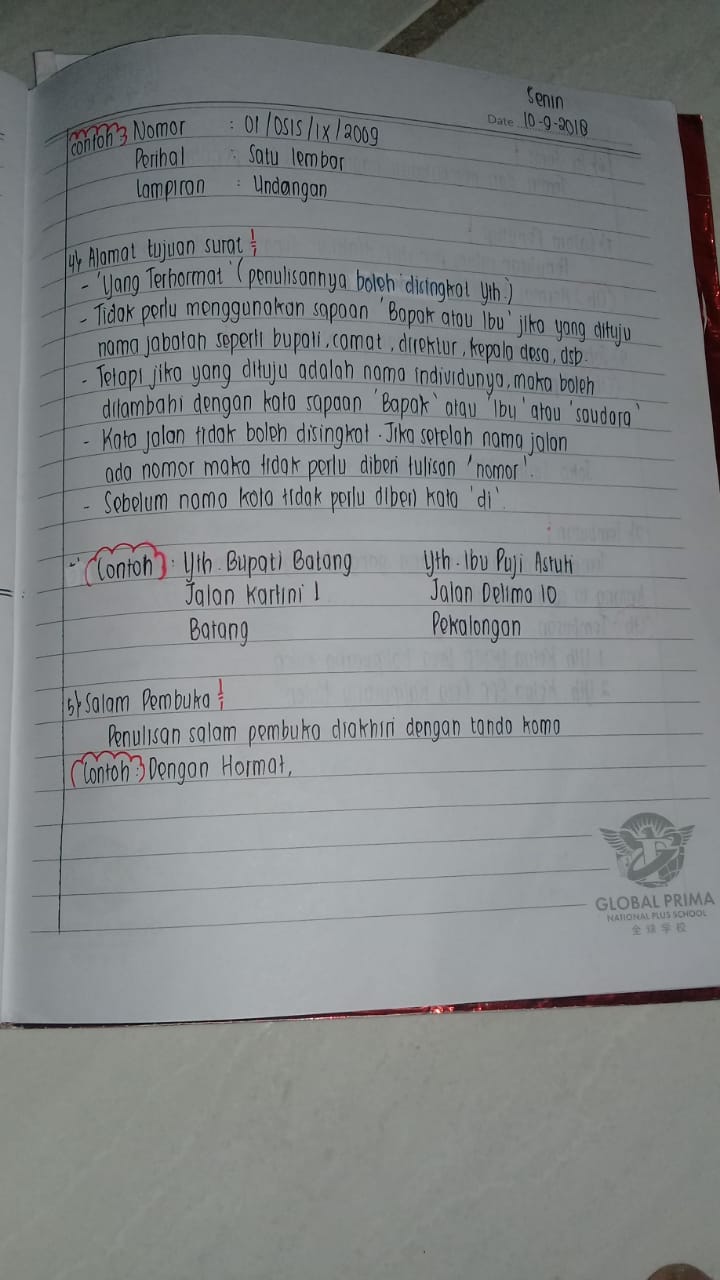 Senin
Date 10-9-2018
Contoh Nomor : 01/OSIS/IX/2009
Perihal : Satu lembar
Lampiran : Undangan
4) Alamat tujuan surat :
- 'Yang Terhormat' (penulisannya boleh disingkat Yth.)
- Tidak perlu menggunakan sapaan 'Bapak atau Ibu' jika yang dituju
nama jabatan seperti bupati, camat, direktur, kepala desa, dsb.
- Tetapi jika yang dituju adalah nama individunya, maka boleh
ditambahi dengan kata sapaan 'Bapak' atau 'Ibu' atau 'saudara'
- Kata jalan tidak boleh disingkat. Jika setelah nama jalan
ada nomor maka tidak perlu diberi tulisan 'nomor'.
- Sebelum nama kota tidak perlu diberi kata 'di'.
- Contoh : Yth. Bupati Batang Yth. Ibu Puji Astuti
Jalan Kartini 1 Jalan Delima 10
Batang Pekalongan
5) Salam Pembuka :
Penulisan salam pembuka diakhiri dengan tanda koma
Contoh : Dengan Hormat,
GLOBAL PRIMA
NATIONAL PLUS SCHOOL
全球学校